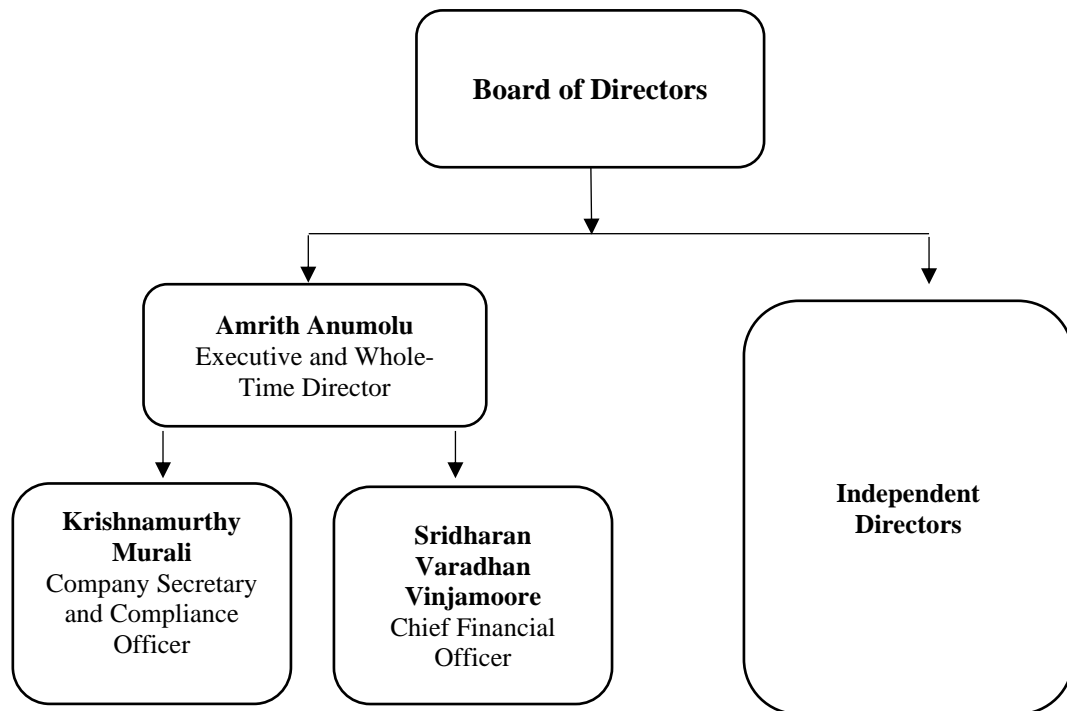 Board of Directors
Amrith Anumolu
Executive and Whole-
Time Director
Krishnamurthy
Murali
Company Secretary
and Compliance
Officer
Sridharan
Varadhan
Vinjamoore
Chief Financial
Officer
Independent
Directors